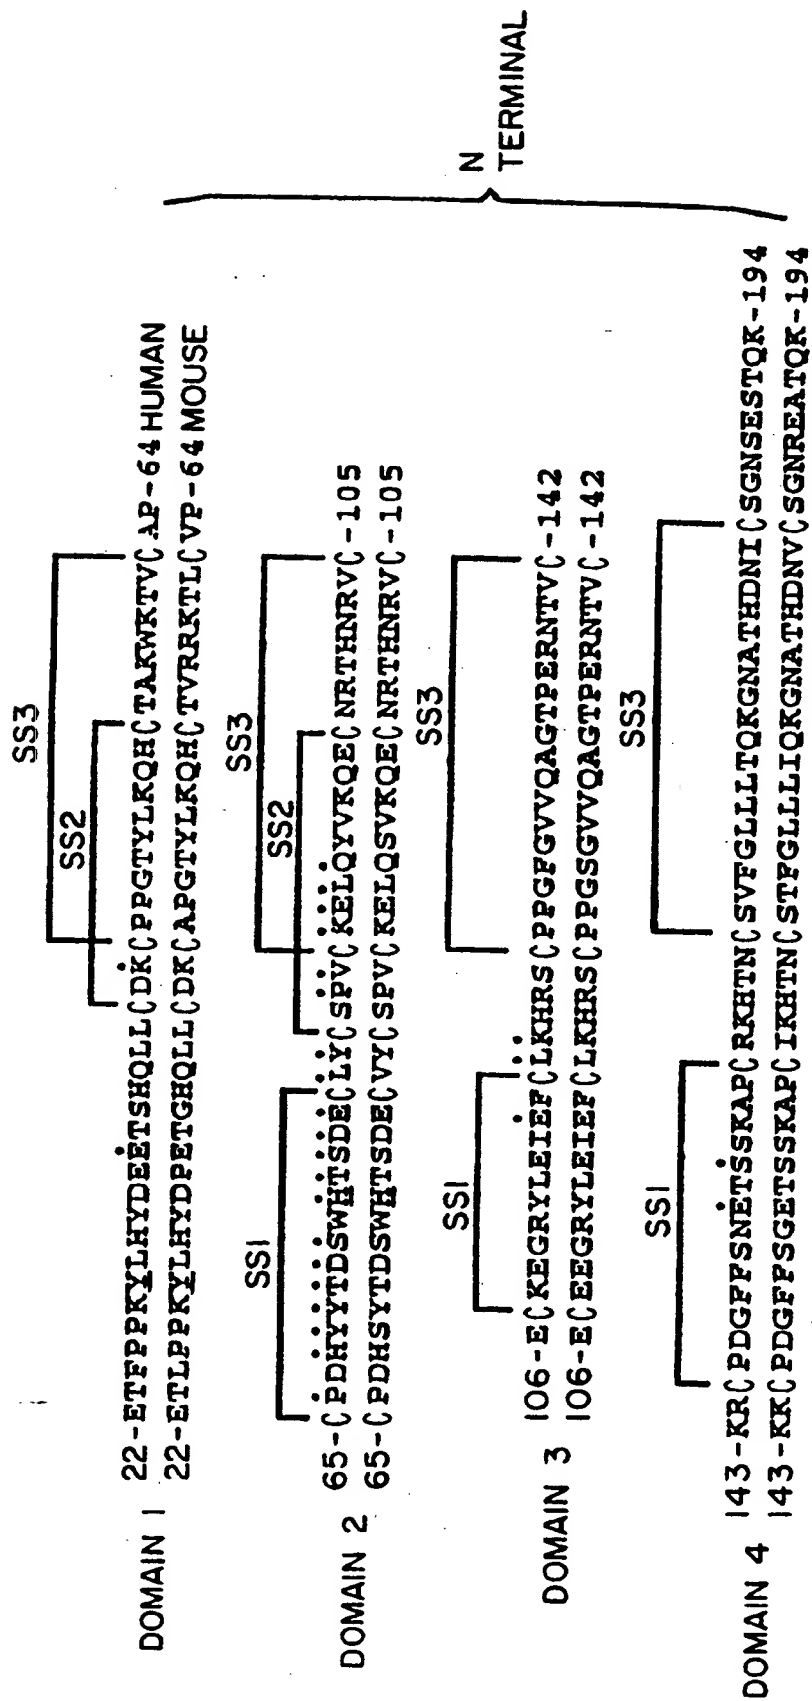 SS3
SS2
DOMAIN 1 22-ETFPPKYLHYDEETSHQLLCDKCPPGTYLKQHCTAKWKTVCAP-64 HUMAN
22-ETLPPKYLHYDPETGHQLLCDKCAPGTYLKQHCTVRRKTLCVP-64 MOUSE
SS3
SS1 SS2
DOMAIN 2 65-CPDHYYTDSWHTSDECLYCSPVCKELQYVKQECNRTHNRVC-105
65-CPDHSYTDSWHTSDECVYCSPVCKELQSVKQECNRTHNRVC-105
SS1 SS3
DOMAIN 3 106-ECKEGRYLEIEFCLKHRSCPPGFGVVQAGTPERNTVC-142
106-ECEEGRYLEIEFCLKHRSCPPGSGVVQAGTPERNTVC-142
SS1 SS3
DOMAIN 4 143-KRCPDGFFSNETSSKAPCRKHTNCSVFGLLLTQKGNATHDNICSGNSESTQK-194
143-KKCPDGFFSGETSSKAPCIKHTNCSTFGLLLIQKGNATHDNVCSGNREATQK-194
N
TERMINAL